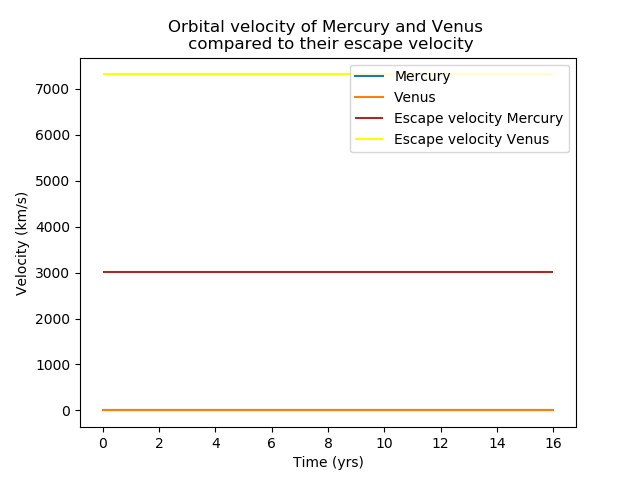 Orbital velocity of Mercury and Venus
compared to their escape velocity
Mercury
Venus
Escape velocity Mercury
Escape velocity Venus
Velocity (km/s)
7000
6000
5000
4000
3000
2000
1000
0
0 2 4 6 8 10 12 14 16
Time (yrs)